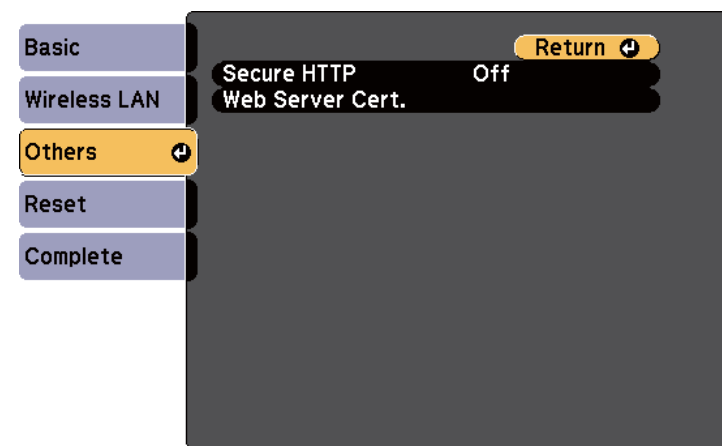 Basic
Wireless LAN
Others
Reset
Complete
Return
Secure HTTP Off
Web Server Cert.